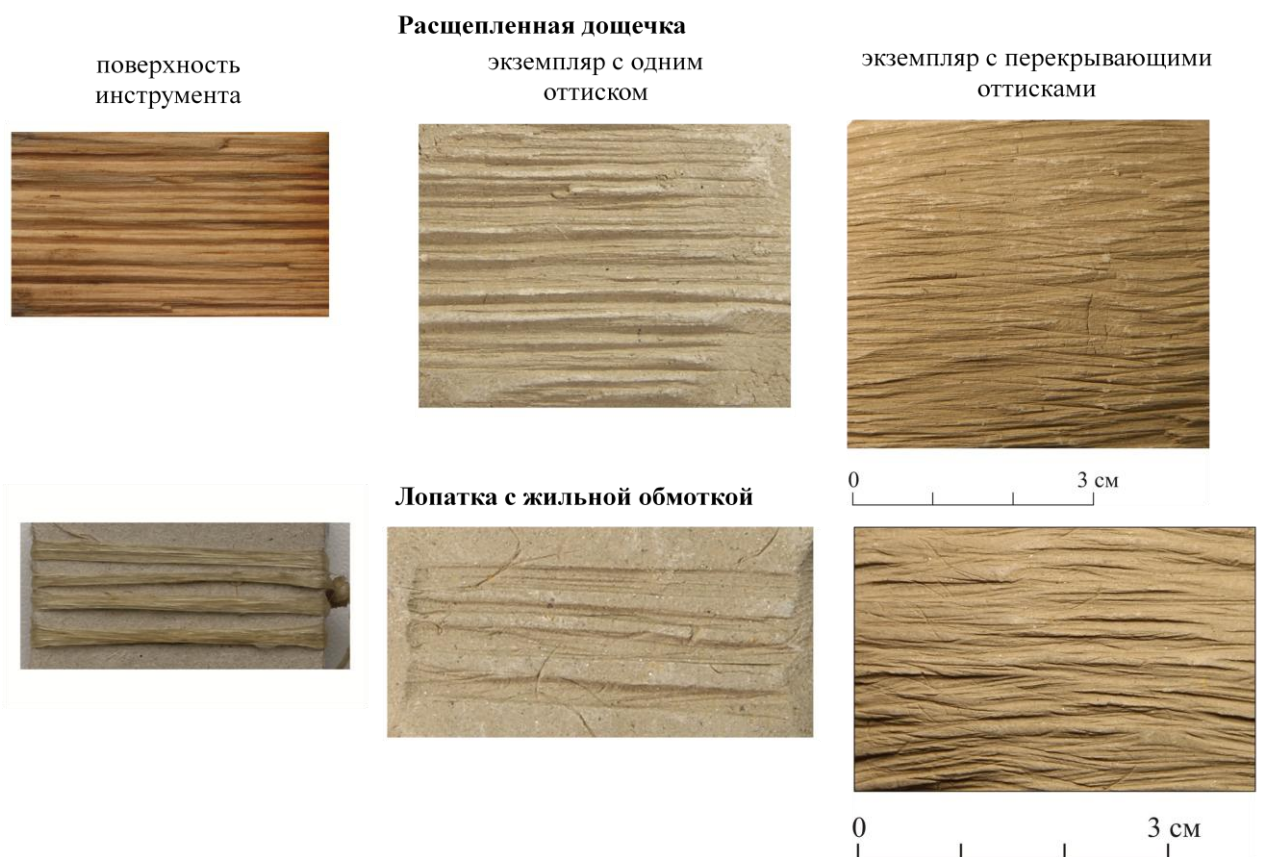 Расщепленная дощечка
поверхность
инструмента
экземпляр с одним
оттиском
экземпляр с перекрывающими
оттисками
0 3 см
Лопатка с жильной обмоткой
0 3 см